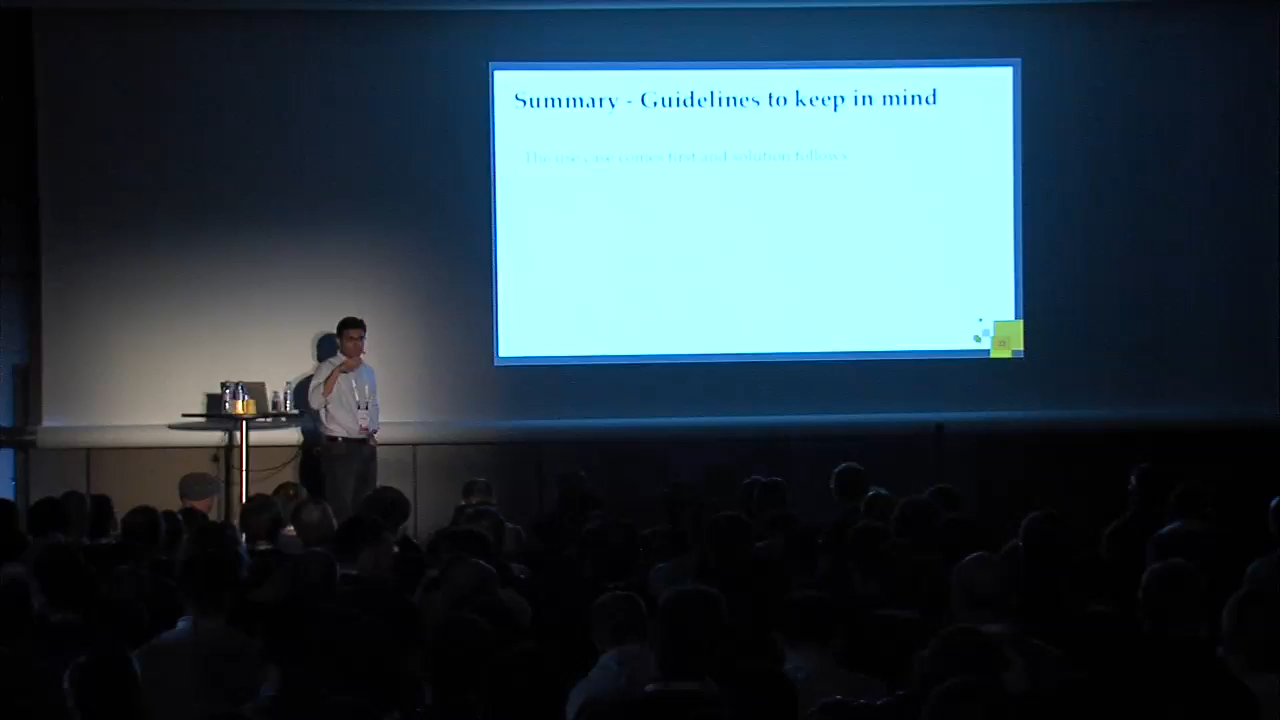 Summary - Guidelines to keep in mind
The use case comes first and solution follows